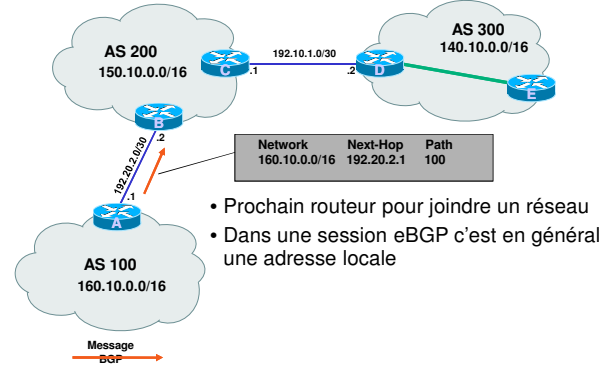 AS 200
150.10.0.0/16
AS 300
140.10.0.0/16
192.10.1.0/30
C
.1
.2
D
E
B
.2
192.20.2.0/30
.1
A
Network Next-Hop Path
160.10.0.0/16 192.20.2.1 100
• Prochain routeur pour joindre un réseau
• Dans une session eBGP c'est en général
une adresse locale
AS 100
160.10.0.0/16
Message
BGP